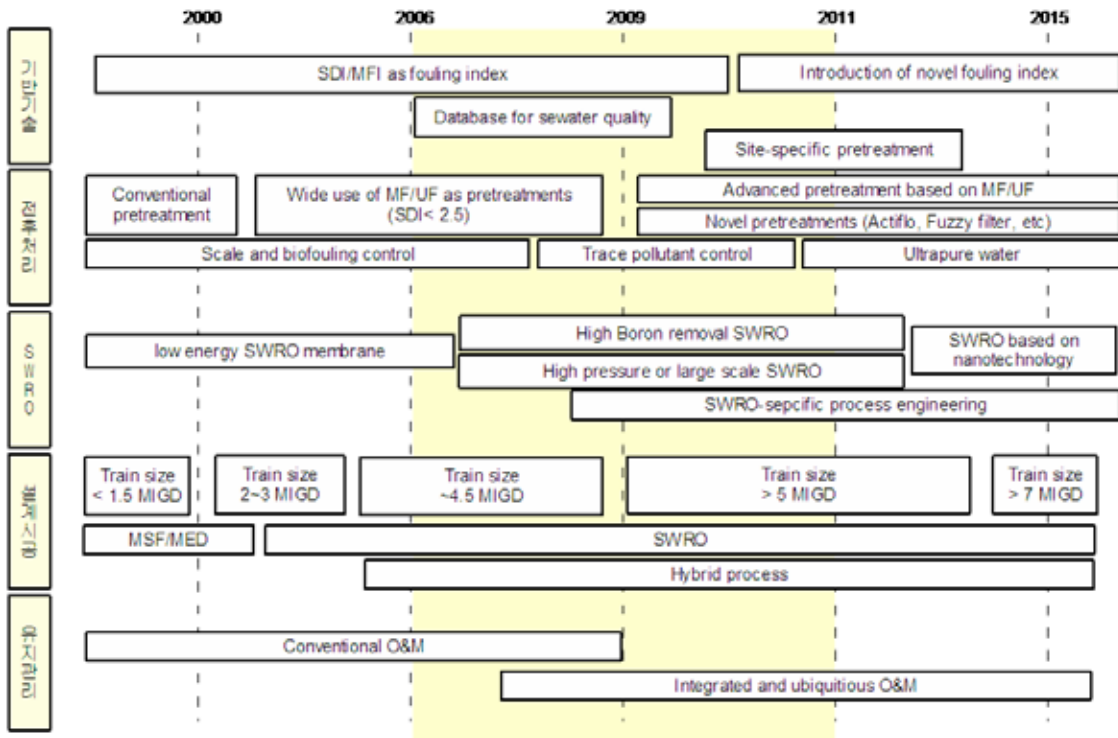 2000 2006 2009 2011 2015
기반기술
SDI/MFI as fouling index
Introduction of novel fouling index
Database for sewater quality
Site-specific pretreatment
전후처리
Conventional
pretreatment
Wide use of MF/UF as pretreatments
(SDI< 2.5)
Advanced pretreatment based on MF/UF
Novel pretreatments (Actiflo, Fuzzy filter, etc)
Scale and biofouling control
Trace pollutant control
Ultrapure water
SWRO
low energy SWRO membrane
High Boron removal SWRO
High pressure or large scale SWRO
SWRO based on
nanotechnology
SWRO-sepcific process engineering
Train size
< 1.5 MIGD
Train size
2~3 MIGD
Train size
~4.5 MIGD
Train size
> 5 MIGD
Train size
> 7 MIGD
MSF/MED
SWRO
Hybrid process
유지관리
Conventional O&M
Integrated and ubiquitious O&M